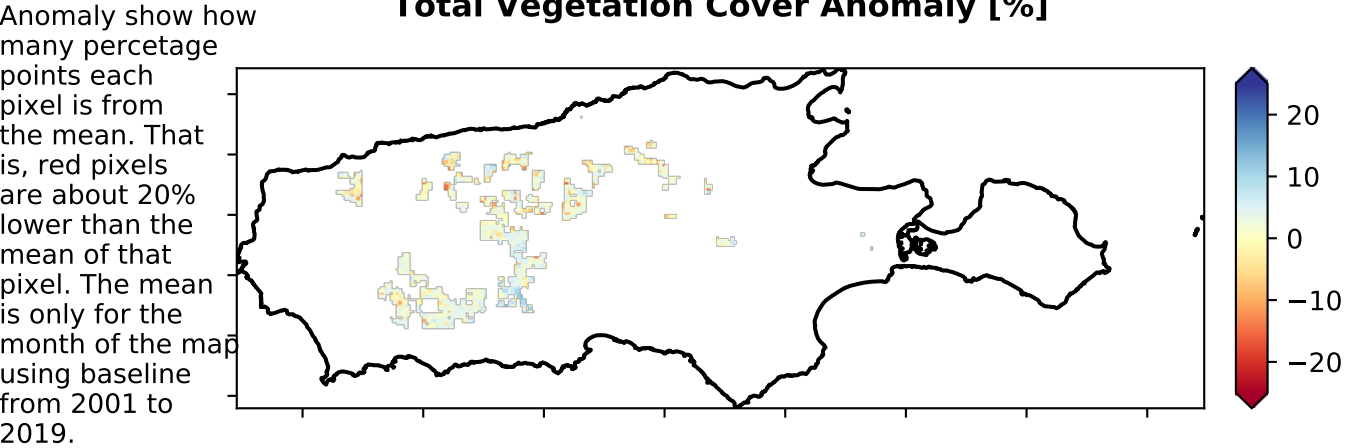 Total Vegetation Cover Anomaly [%]
Anomaly show how
many percetage
points each
pixel is from
the mean. That
is, red pixels
are about 20%
lower than the
mean of that
pixel. The mean
is only for the
month of the map
using baseline
from 2001 to
2019.
20
10
0
−10
−20